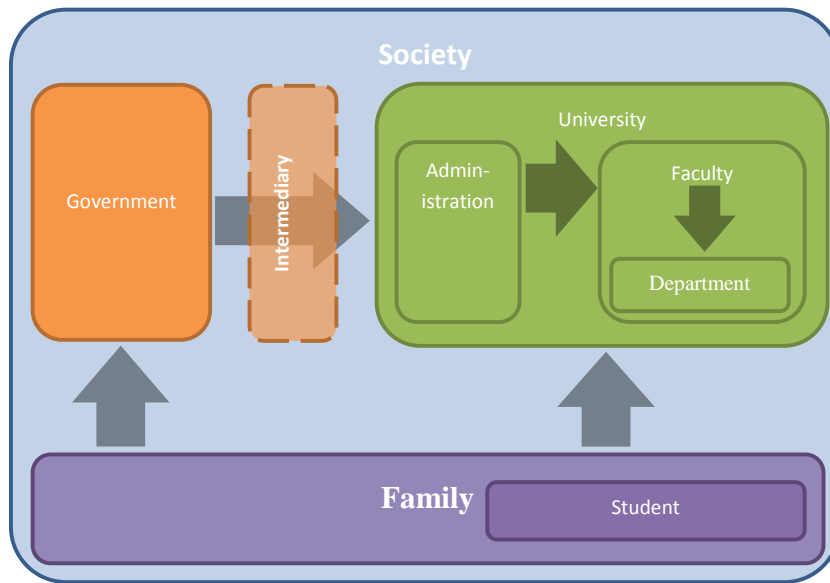 Society
University
Government
Intermediary
Admin-
istration
Faculty
Department
Family
Student